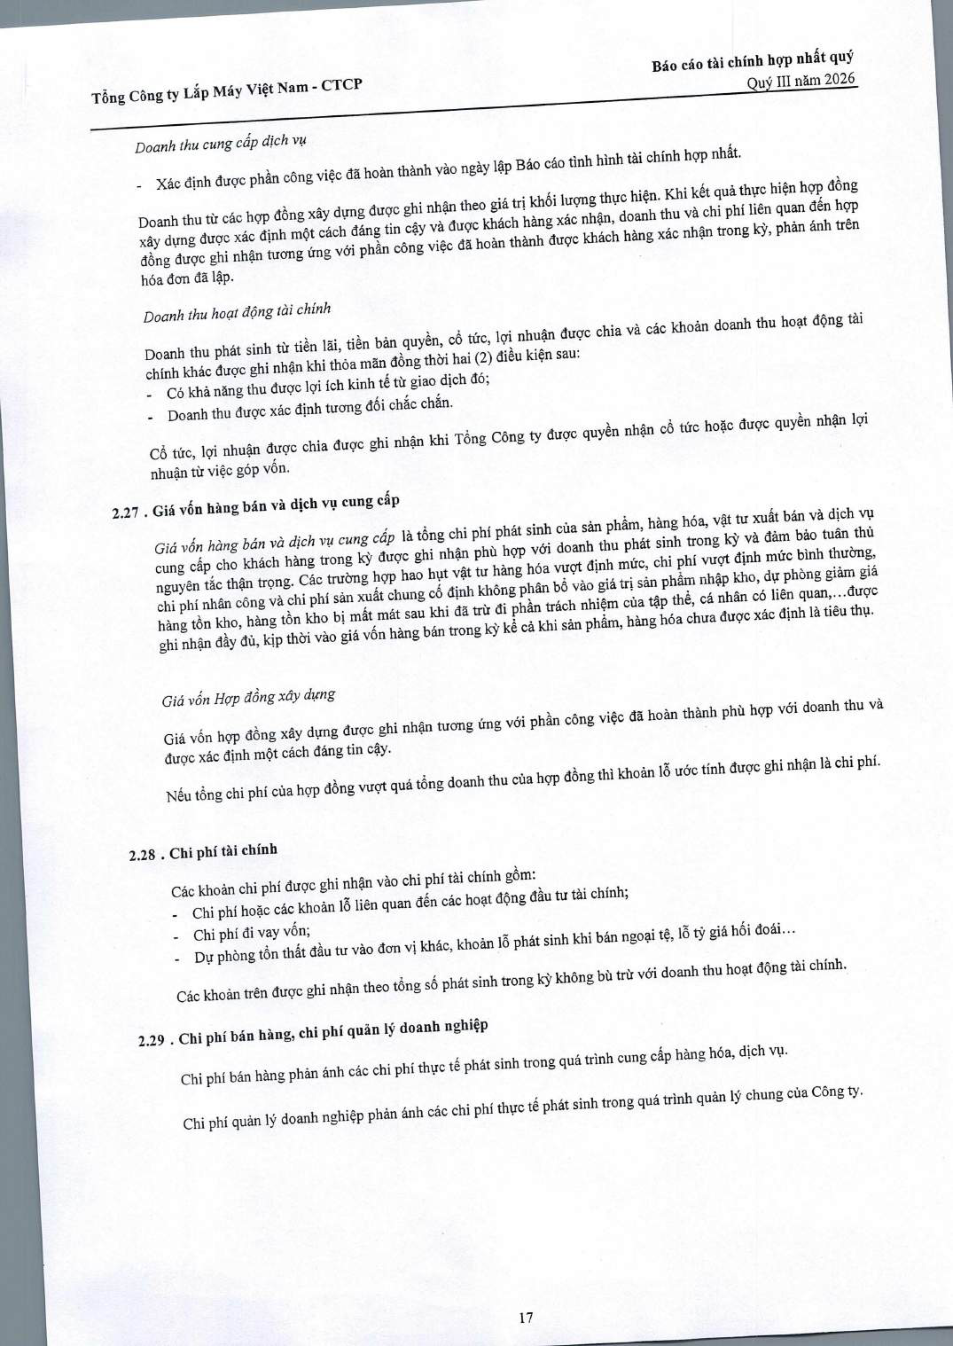 Tổng Công ty Lắp Máy Việt Nam - CTCP
Báo cáo tài chính hợp nhất quý
Quý III năm 2026
Doanh thu cung cấp dịch vụ
- Xác định được phần công việc đã hoàn thành vào ngày lập Báo cáo tình hình tài chính hợp nhất.
Doanh thu từ các hợp đồng xây dựng được ghi nhận theo giá trị khối lượng thực hiện. Khi kết quả thực hiện hợp đồng
xây dựng được xác định một cách đáng tin cậy và được khách hàng xác nhận, doanh thu và chi phí liên quan đến hợp
đồng được ghi nhận tương ứng với phần công việc đã hoàn thành được khách hàng xác nhận trong kỳ, phản ánh trên
hóa đơn đã lập.
Doanh thu hoạt động tài chính
Doanh thu phát sinh từ tiền lãi, tiền bản quyền, cổ tức, lợi nhuận được chia và các khoản doanh thu hoạt động tài
chính khác được ghi nhận khi thỏa mãn đồng thời hai (2) điều kiện sau:
- Có khả năng thu được lợi ích kinh tế từ giao dịch đó;
- Doanh thu được xác định tương đối chắc chắn.
Cổ tức, lợi nhuận được chia được ghi nhận khi Tổng Công ty được quyền nhận cổ tức hoặc được quyền nhận lợi
nhuận từ việc góp vốn.
2.27 . Giá vốn hàng bán và dịch vụ cung cấp
Giá vốn hàng bán và dịch vụ cung cấp là tổng chi phí phát sinh của sản phẩm, hàng hóa, vật tư xuất bán và dịch vụ
cung cấp cho khách hàng trong kỳ được ghi nhận phù hợp với doanh thu phát sinh trong kỳ và đảm bảo tuân thủ
nguyên tắc thận trọng. Các trường hợp hao hụt vật tư hàng hóa vượt định mức, chi phí vượt định mức bình thường,
chi phí nhân công và chi phí sản xuất chung cố định không phân bổ vào giá trị sản phẩm nhập kho, dự phòng giảm giá
hàng tồn kho, hàng tồn kho bị mất mát sau khi đã trừ đi phần trách nhiệm của tập thể, cá nhân có liên quan,...được
ghi nhận đầy đủ, kịp thời vào giá vốn hàng bán trong kỳ kể cả khi sản phẩm, hàng hóa chưa được xác định là tiêu thụ.
Giá vốn Hợp đồng xây dựng
Giá vốn hợp đồng xây dựng được ghi nhận tương ứng với phần công việc đã hoàn thành phù hợp với doanh thu và
được xác định một cách đáng tin cậy.
Nếu tổng chi phí của hợp đồng vượt quá tổng doanh thu của hợp đồng thì khoản lỗ ước tính được ghi nhận là chi phí.
2.28 . Chi phí tài chính
Các khoản chi phí được ghi nhận vào chi phí tài chính gồm:
- Chi phí hoặc các khoản lỗ liên quan đến các hoạt động đầu tư tài chính;
- Chi phí đi vay vốn;
- Dự phòng tổn thất đầu tư vào đơn vị khác, khoản lỗ phát sinh khi bán ngoại tệ, lỗ tỷ giá hối đoái...
Các khoản trên được ghi nhận theo tổng số phát sinh trong kỳ không bù trừ với doanh thu hoạt động tài chính.
2.29 . Chi phí bán hàng, chi phí quản lý doanh nghiệp
Chi phí bán hàng phản ánh các chi phí thực tế phát sinh trong quá trình cung cấp hàng hóa, dịch vụ.
Chi phí quản lý doanh nghiệp phản ánh các chi phí thực tế phát sinh trong quá trình quản lý chung của Công ty.
17